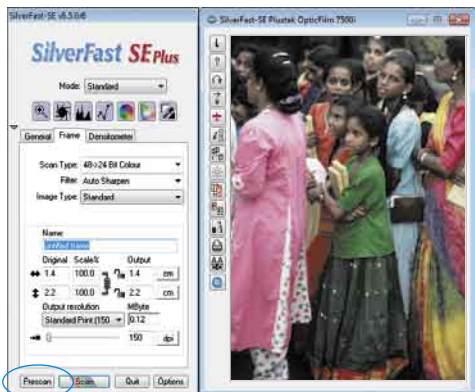 SilverFast-SE v6.5.0r6
SilverFast SE Plus
Mode: Standard
General Frame Densitometer
Scan Type: 48->24 Bit Colour
Filter: Auto Sharpen
Image Type: Standard
Name:
untitled frame
Original Scale% Output
1.4 100.0 1.4 cm
2.2 100.0 2.2 cm
Output resolution MByte
Standard Print (150 0.12
150 dpi
Prescan Scan Quit Options
SilverFast-SE Plustek OpticFilm 7500i